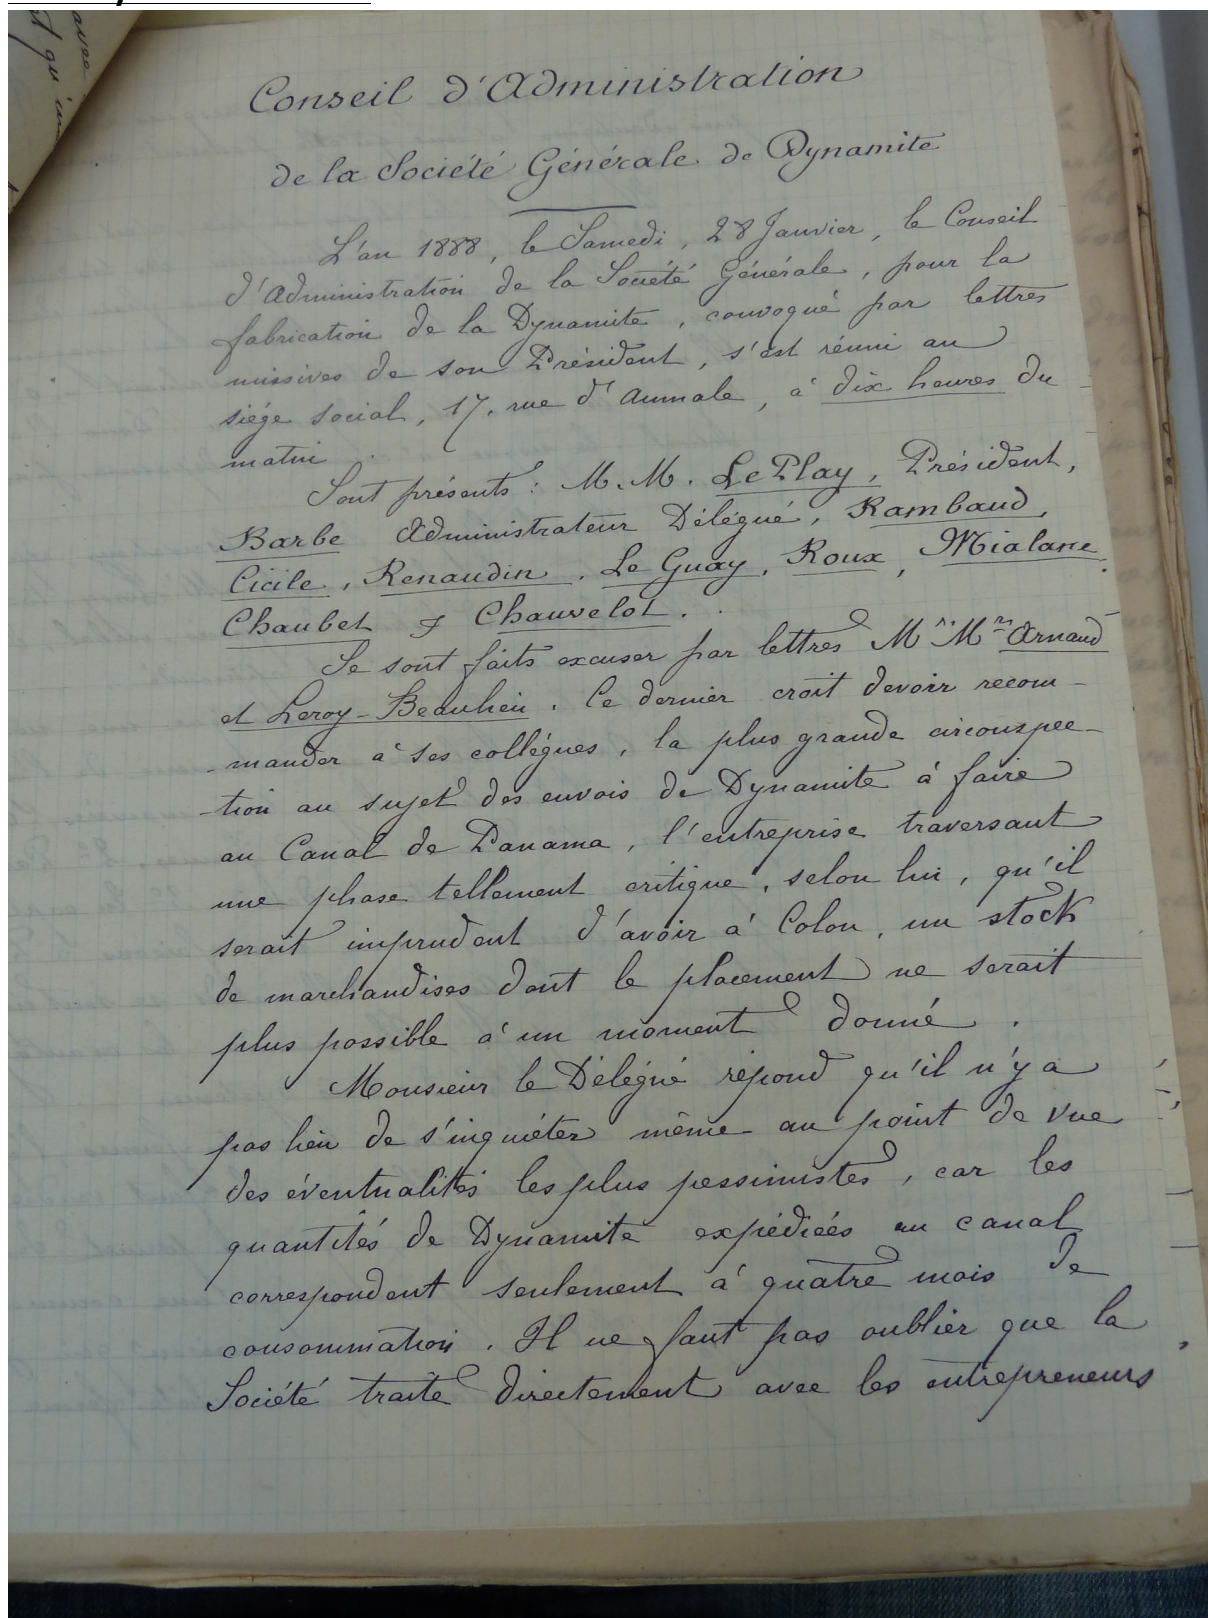 avec
qu'un
Conseil d'Administration
de la Société Générale de Dynamite
L'an 1888, le Samedi, 28 Janvier, le Conseil
d'Administration de la Société Générale, pour la
fabrication de la Dynamite, convoqué par lettres
missives de son Président, s'est réuni au
siége social, 17, rue d'Aumale, à dix heures du
matin.
Sont présents: M.M. Le Play, Président,
Barbe Administrateur Délégué, Rambaud,
Cicile, Renaudin, Le Guay, Roux, Mialane,
Chaubet & Chauvelot.
Se sont faits excuser par lettres M.rs M.rs Arnaud
et Leroy-Beaulieu. Ce dernier croit devoir recom-
-mander à ses collégues, la plus grande circonspec-
-tion au sujet des envois de Dynamite à faire
au Canal de Panama, l'entreprise traversant
une phase tellement critique, selon lui, qu'il
serait imprudent d'avoir à Colon, un stock
de marchandises dont le placement ne serait
plus possible à un moment donné.
Monsieur le Délégué répond qu'il n'y a
pas lieu de s'inquiéter même au point de vue
des éventualités les plus pessimistes, car les
quantités de Dynamite expédiées au canal
correspondent seulement à quatre mois de
consommation. Il ne faut pas oublier que la
Société traite directement avec les entrepreneurs